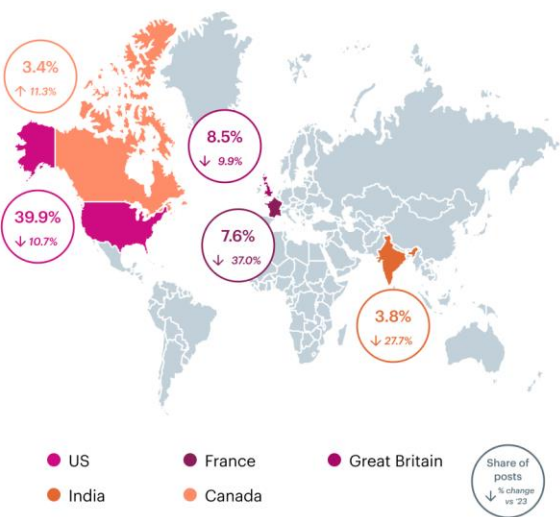 3.4%
↑ 11.3%
8.5%
↓ 9.9%
39.9%
↓ 10.7%
7.6%
↓ 37.0%
3.8%
↓ 27.7%
US
France
Great Britain
India
Canada
Share of
posts
↓ % change
vs '23